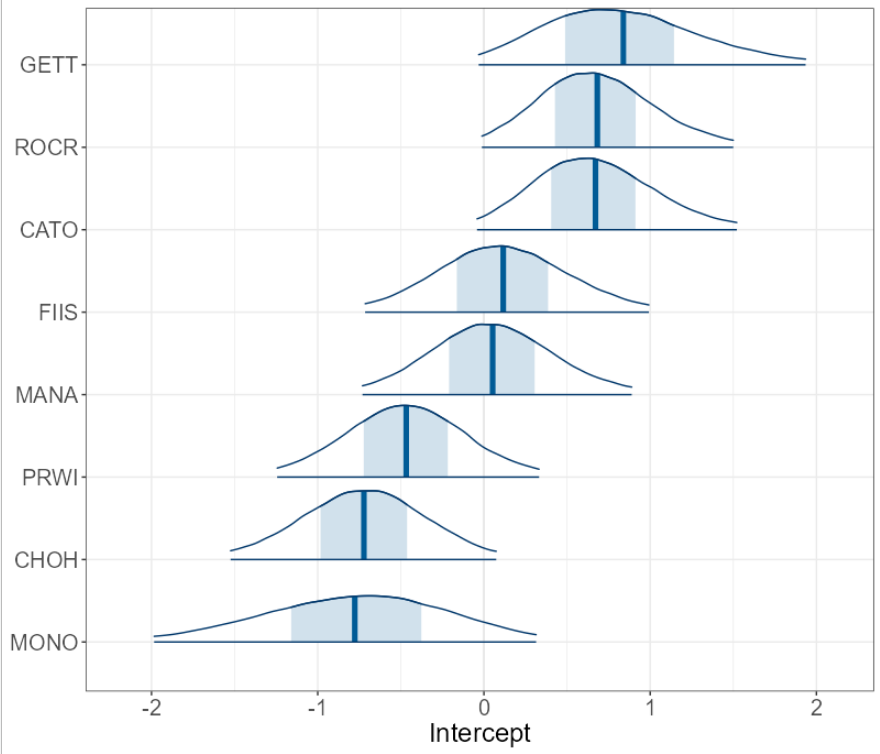 GETT
ROCR
CATO
FIIS
MANA
PRWI
CHOH
MONO
-2 -1 0 1 2
Intercept